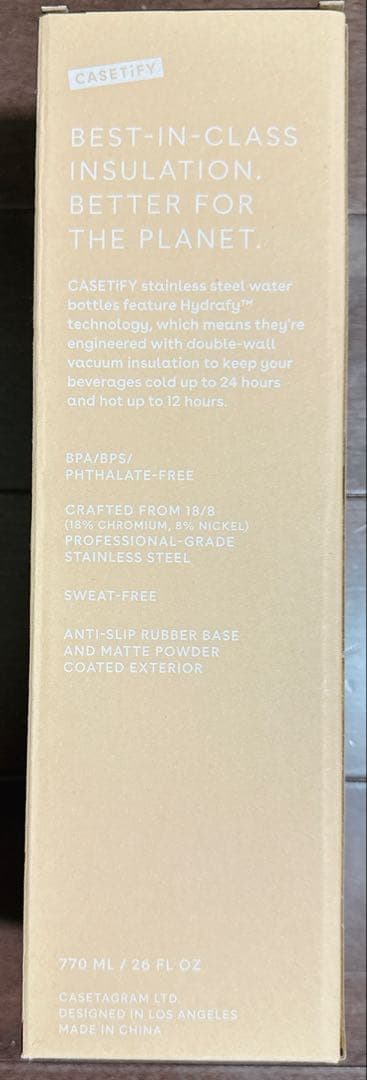 CASETiFY
BEST-IN-CLASS
INSULATION.
BETTER FOR
THE PLANET.
CASETiFY stainless steel water
bottles feature Hydrafy™
technology, which means they're
engineered with double-wall
vacuum insulation to keep your
beverages cold up to 24 hours
and hot up to 12 hours.
BPA/BPS/
PHTHALATE-FREE
CRAFTED FROM 18/8
(18% CHROMIUM, 8% NICKEL)
PROFESSIONAL-GRADE
STAINLESS STEEL
SWEAT-FREE
ANTI-SLIP RUBBER BASE
AND MATTE POWDER
COATED EXTERIOR
770 ML / 26 FL OZ
CASETAGRAM LTD.
DESIGNED IN LOS ANGELES
MADE IN CHINA